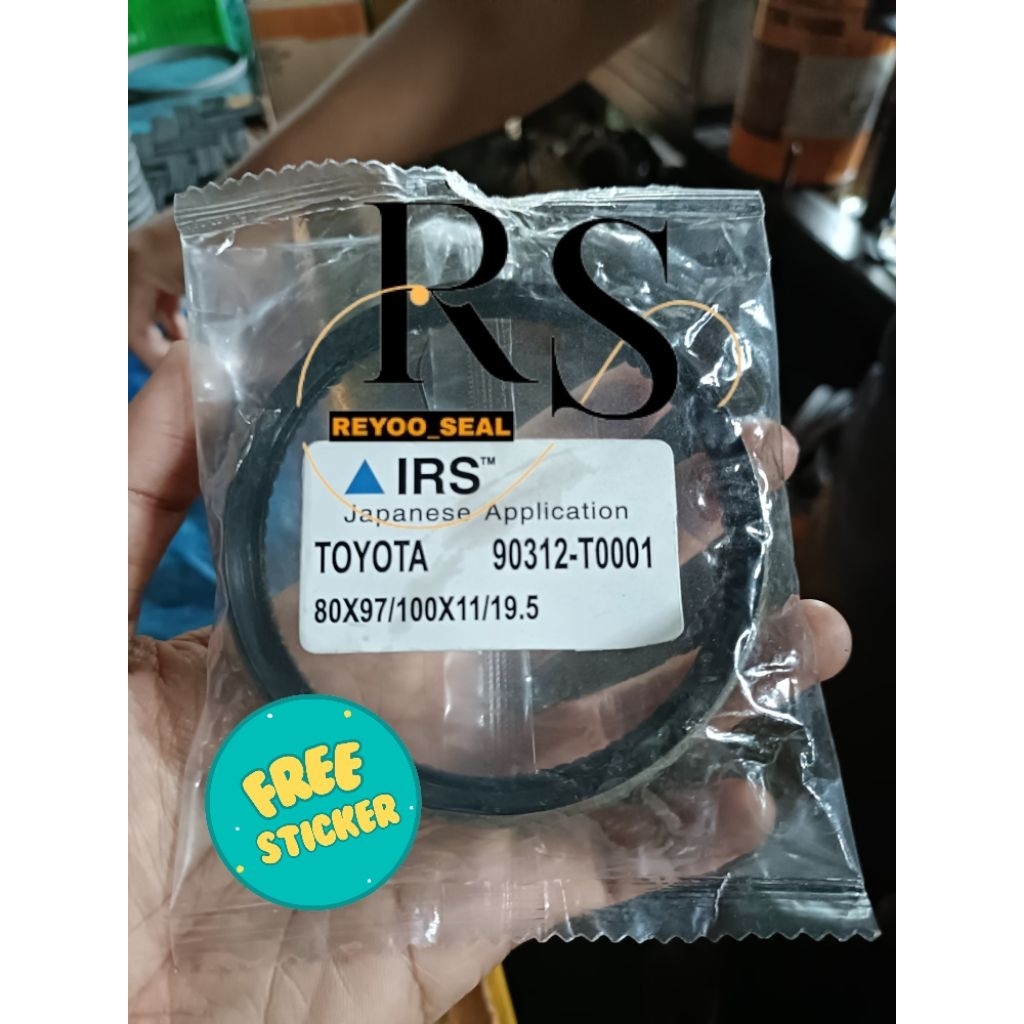 RS
REYOO_SEAL
IRS™
Japanese Application
TOYOTA 90312-T0001
80X97/100X11/19.5
FREE
STICKER